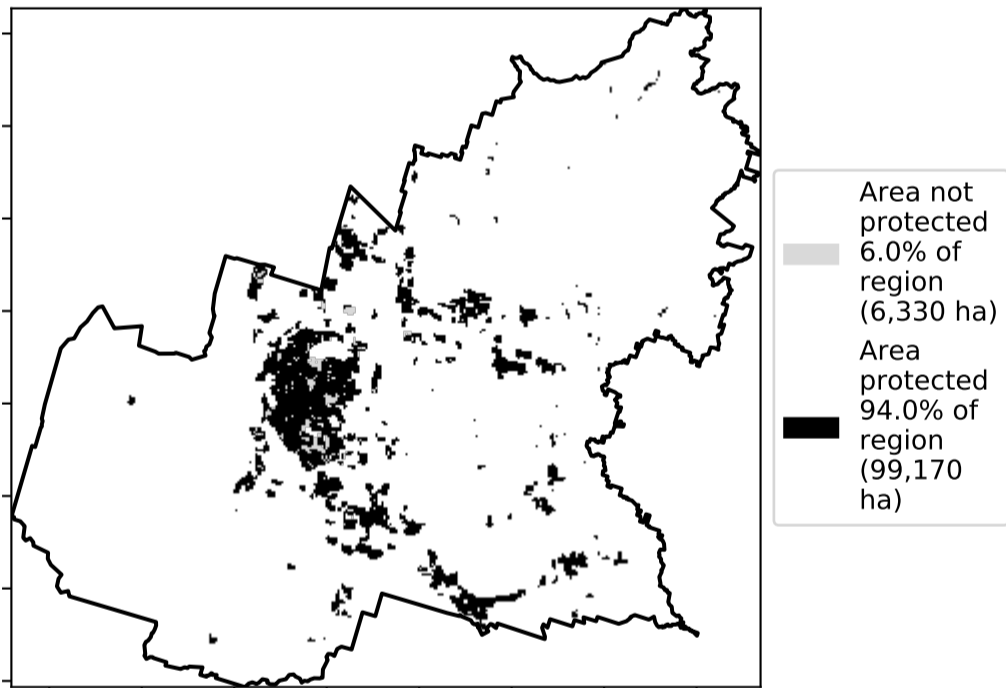 Area not
protected
6.0% of
region
(6,330 ha)
Area
protected
94.0% of
region
(99,170
ha)